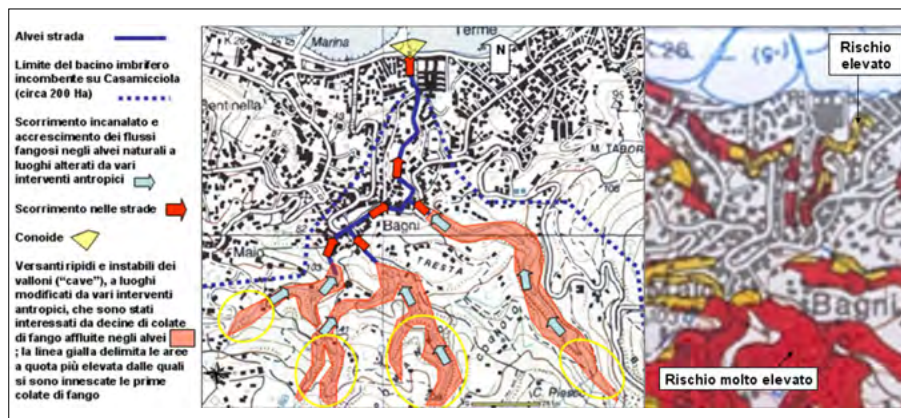 Alvei strada
Limite del bacino imbrifero
incombente su Casamicciola
(circa 200 Ha)
Scorrimento incanalato e
accrescimento dei flussi
fangosi negli alvei naturali a
luoghi alterati da vari
interventi antropici
Scorrimento nelle strade
Conoide
Versanti ripidi e instabili dei
valloni ("cave"), a luoghi
modificati da vari interventi
antropici, che sono stati
interessati da decine di colate
di fango affluite negli alvei
; la linea gialla delimita le aree
a quota più elevata dalle quali
si sono innescate le prime
colate di fango
Marina
Terme
N
entinella
M. TABOR
Bagni
Maio
TRESTA
Rischio
elevato
Bagni
Rischio molto elevato